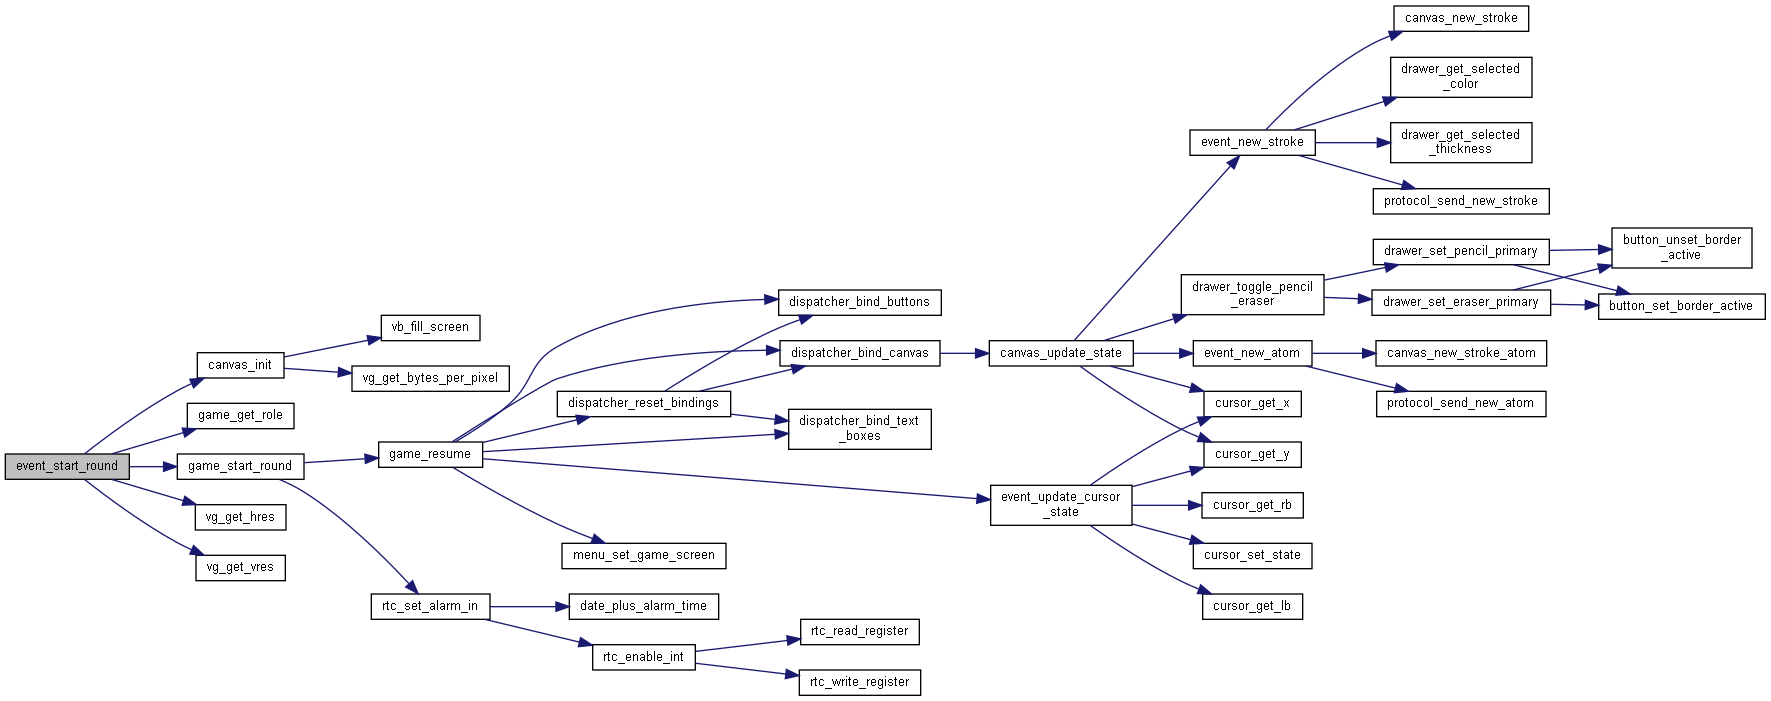 canvas_new_stroke
drawer_get_selected
_color
drawer_get_selected
_thickness
event_new_stroke
protocol_send_new_stroke
button_unset_border
_active
drawer_set_pencil_primary
drawer_toggle_pencil
_eraser
drawer_set_eraser_primary
button_set_border_active
dispatcher_bind_buttons
vb_fill_screen
canvas_init
vg_get_bytes_per_pixel
dispatcher_bind_canvas
canvas_update_state
event_new_atom
canvas_new_stroke_atom
dispatcher_reset_bindings
cursor_get_x
protocol_send_new_atom
game_get_role
dispatcher_bind_text
_boxes
event_start_round
game_start_round
game_resume
cursor_get_y
event_update_cursor
_state
cursor_get_rb
vg_get_hres
menu_set_game_screen
cursor_set_state
vg_get_vres
rtc_set_alarm_in
date_plus_alarm_time
cursor_get_lb
rtc_read_register
rtc_enable_int
rtc_write_register